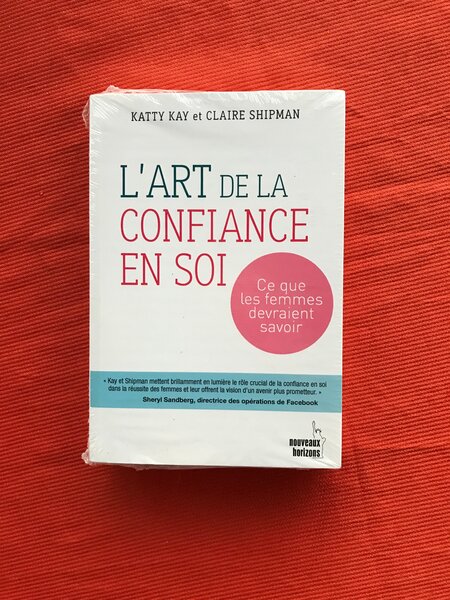 KATTY KAY et CLAIRE SHIPMAN
L'ART DE LA
CONFIANCE
EN SOI
Ce que
les femmes
devraient
savoir
« Kay et Shipman mettent brillamment en lumière le rôle crucial de la confiance en soi
dans la réussite des femmes et leur offrent la vision d'un avenir plus prometteur. »
Sheryl Sandberg, directrice des opérations de Facebook
nouveaux
horizons